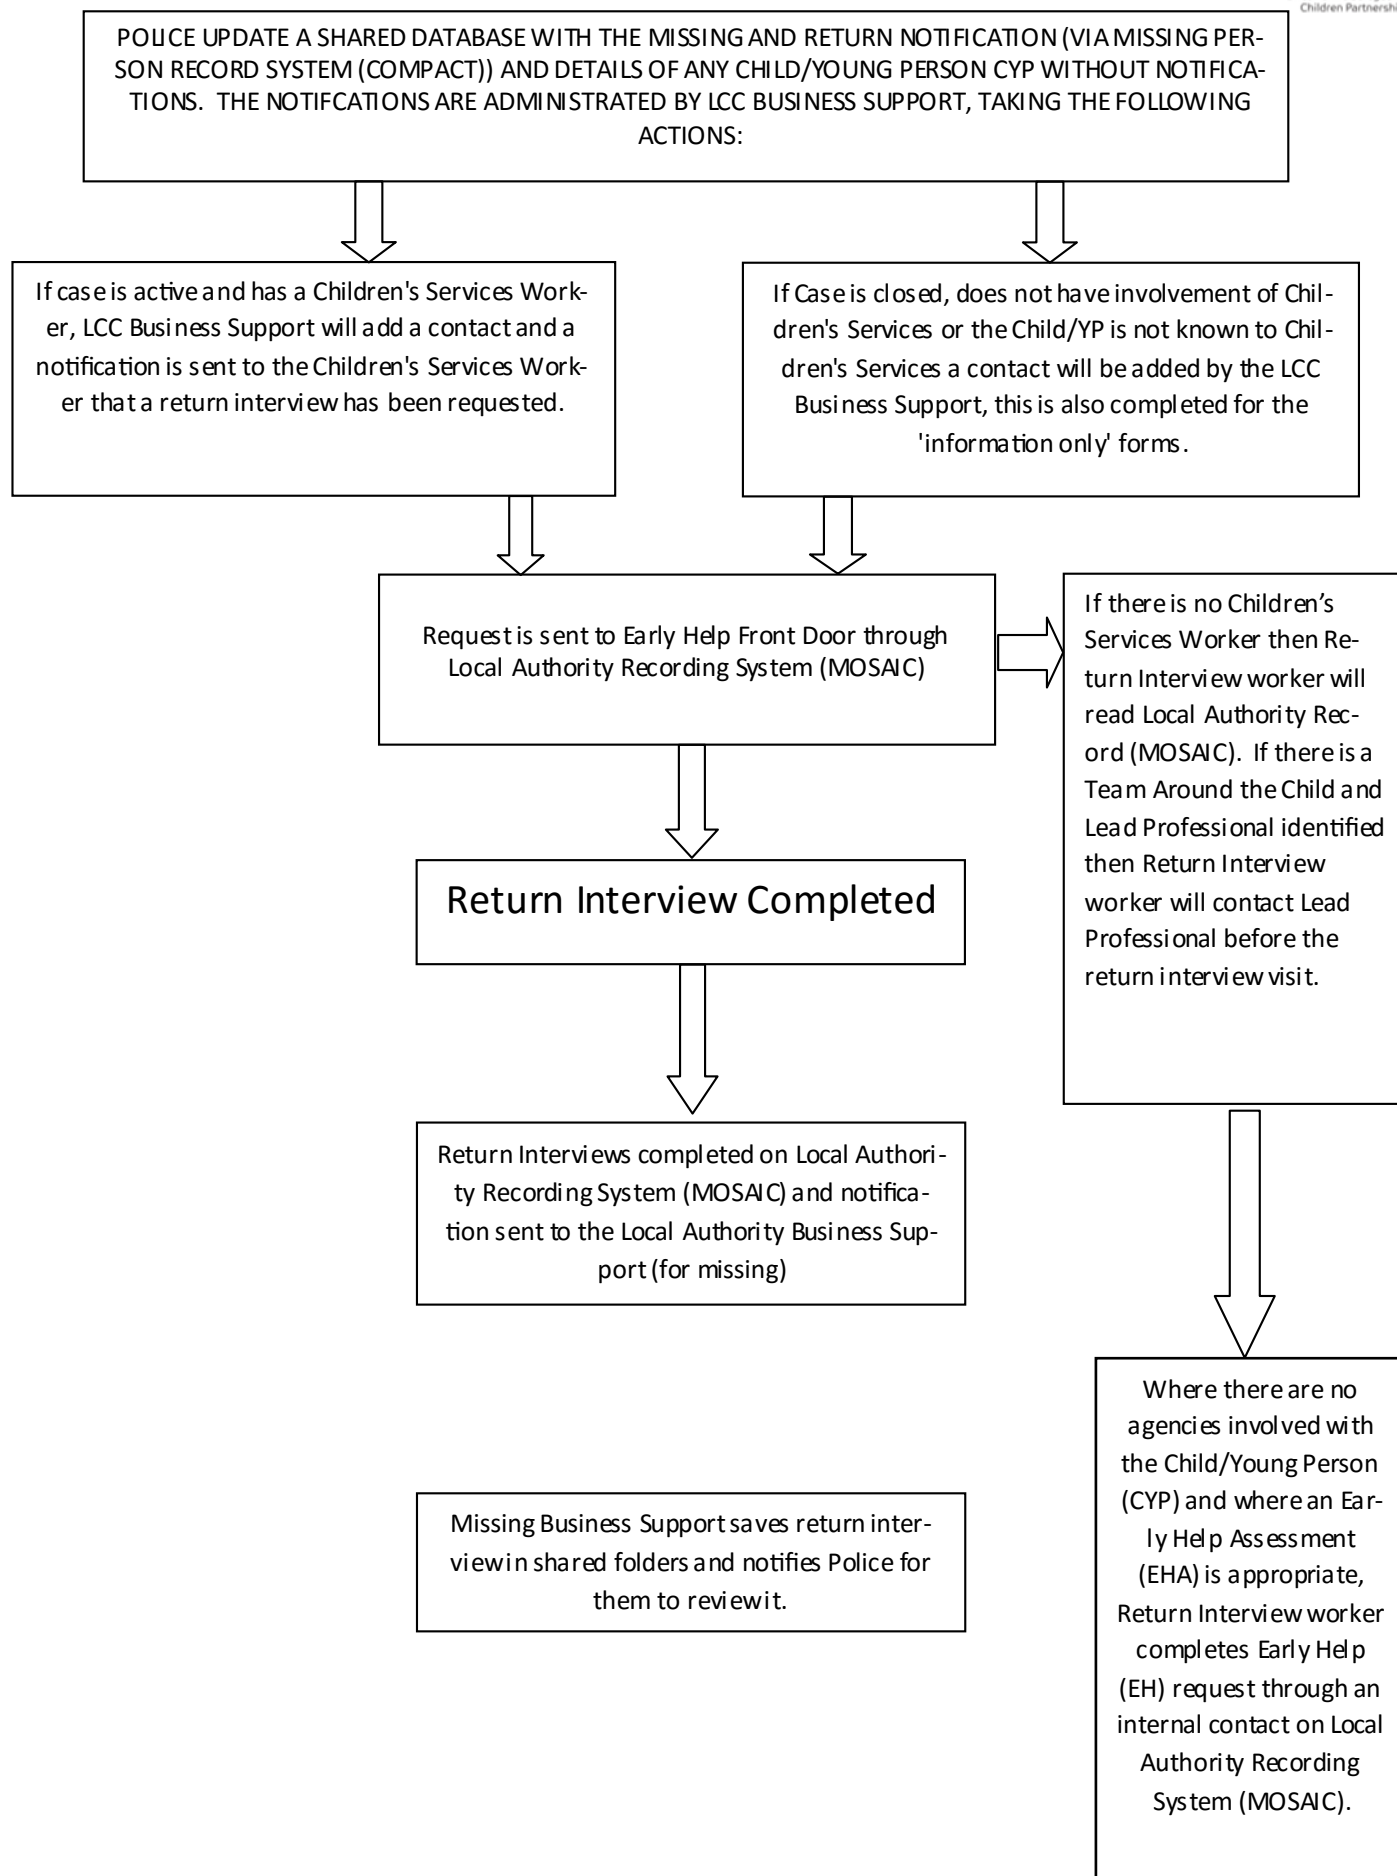 Children Partnership
POLICE UPDATE A SHARED DATABASE WITH THE MISSING AND RETURN NOTIFICATION (VIA MISSING PER-
SON RECORD SYSTEM (COMPACT)) AND DETAILS OF ANY CHILD/YOUNG PERSON CYP WITHOUT NOTIFICA-
TIONS. THE NOTIFCATIONS ARE ADMINISTRATED BY LCC BUSINESS SUPPORT, TAKING THE FOLLOWING
ACTIONS:
If case is active and has a Children's Services Work-
er, LCC Business Support will add a contact and a
notification is sent to the Children's Services Work-
er that a return interview has been requested.
If Case is closed, does not have involvement of Chil-
dren's Services or the Child/YP is not known to Chil-
dren's Services a contact will be added by the LCC
Business Support, this is also completed for the
'information only' forms.
Request is sent to Early Help Front Door through
Local Authority Recording System (MOSAIC)
If there is no Children’s
Services Worker then Re-
turn Interview worker will
read Local Authority Rec-
ord (MOSAIC). If there is a
Team Around the Child and
Lead Professional identified
then Return Interview
worker will contact Lead
Professional before the
return interview visit.
Return Interview Completed
Return Interviews completed on Local Authori-
ty Recording System (MOSAIC) and notifica-
tion sent to the Local Authority Business Sup-
port (for missing)
Missing Business Support saves return inter-
view in shared folders and notifies Police for
them to review it.
Where there are no
agencies involved with
the Child/Young Person
(CYP) and where an Ear-
ly Help Assessment
(EHA) is appropriate,
Return Interview worker
completes Early Help
(EH) request through an
internal contact on Local
Authority Recording
System (MOSAIC).